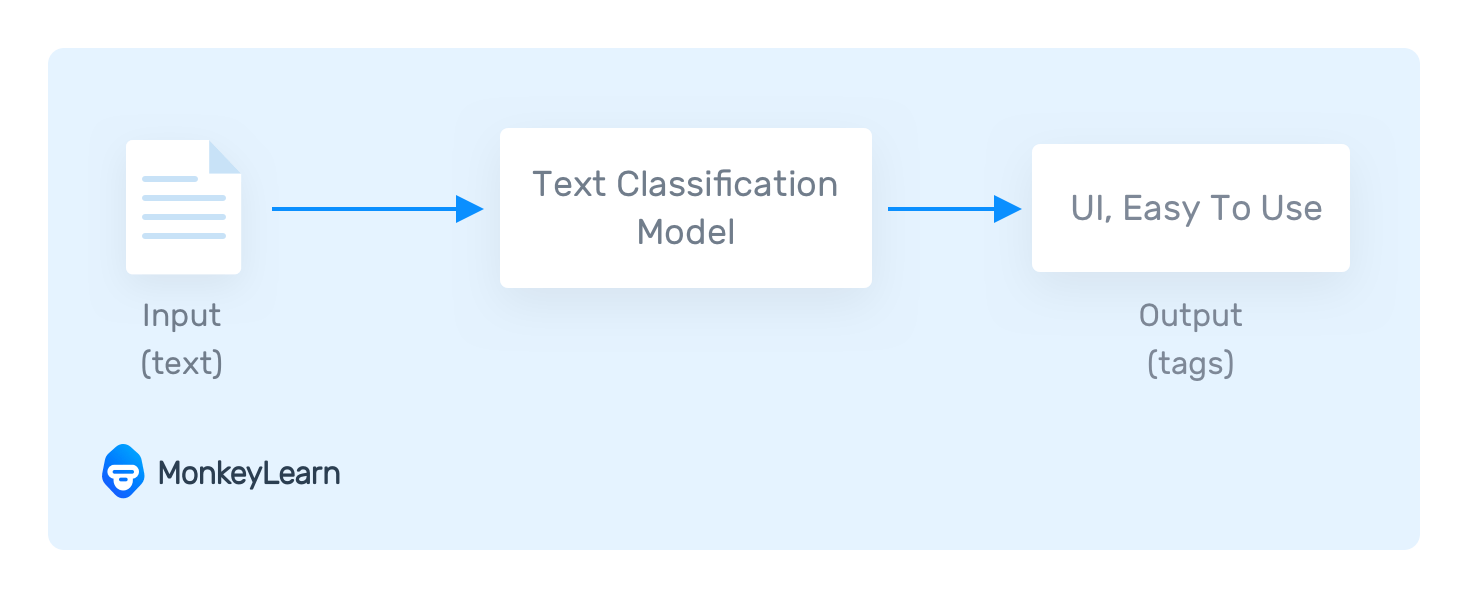 Text Classification
Model
UI, Easy To Use
Input
(text)
Output
(tags)
MonkeyLearn